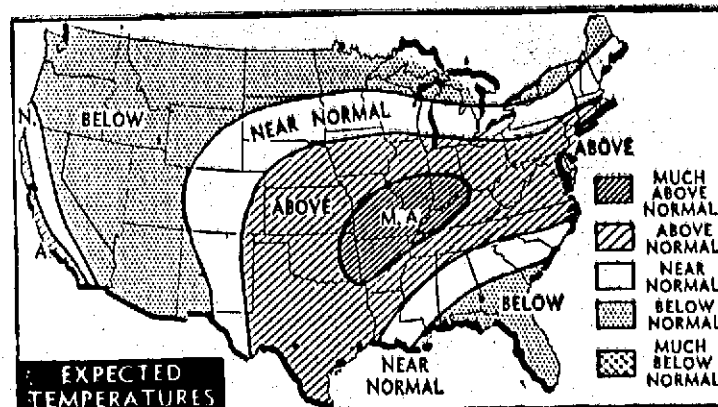 N.
BELOW
NEAR NORMAL
ABOVE
M.A.
A.
ABOVE
BELOW
NEAR
NORMAL
MUCH
ABOVE
NORMAL
ABOVE
NORMAL
NEAR
NORMAL
BELOW
NORMAL
MUCH
BELOW
NORMAL
EXPECTED
TEMPERATURES